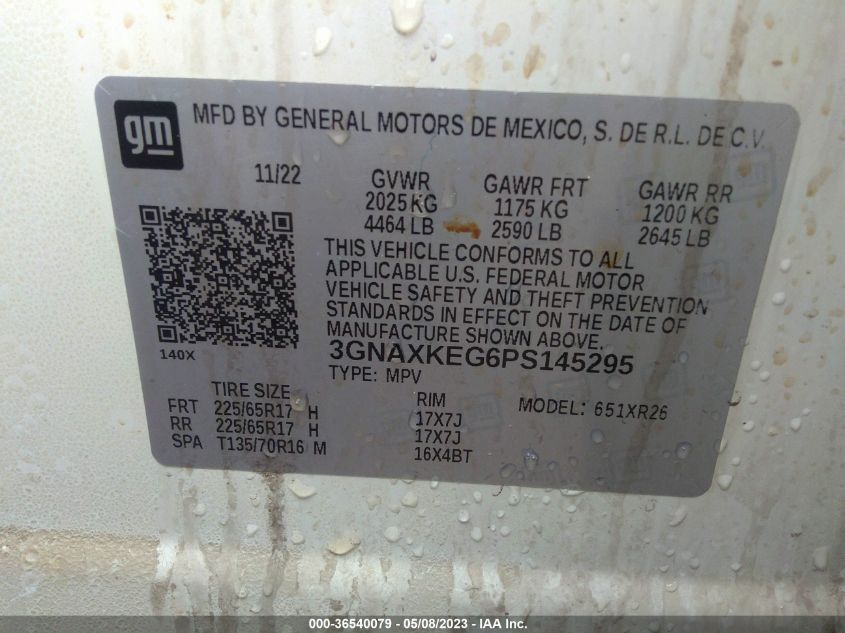 gm
MFD BY GENERAL MOTORS DE MEXICO, S. DE R.L. DE C.V.
11/22 GVWR GAWR FRT GAWR RR
2025 KG 1175 KG 1200 KG
4464 LB 2590 LB 2645 LB
THIS VEHICLE CONFORMS TO ALL
APPLICABLE U.S. FEDERAL MOTOR
VEHICLE SAFETY AND THEFT PREVENTION
STANDARDS IN EFFECT ON THE DATE OF
MANUFACTURE SHOWN ABOVE.
140X
3GNAXKEG6PS145295
TYPE: MPV
TIRE SIZE RIM MODEL: 651XR26
FRT 225/65R17 H 17X7J
RR 225/65R17 H 17X7J
SPA T135/70R16 M 16X4BT
000-36540079 - 05/08/2023 - IAA Inc.